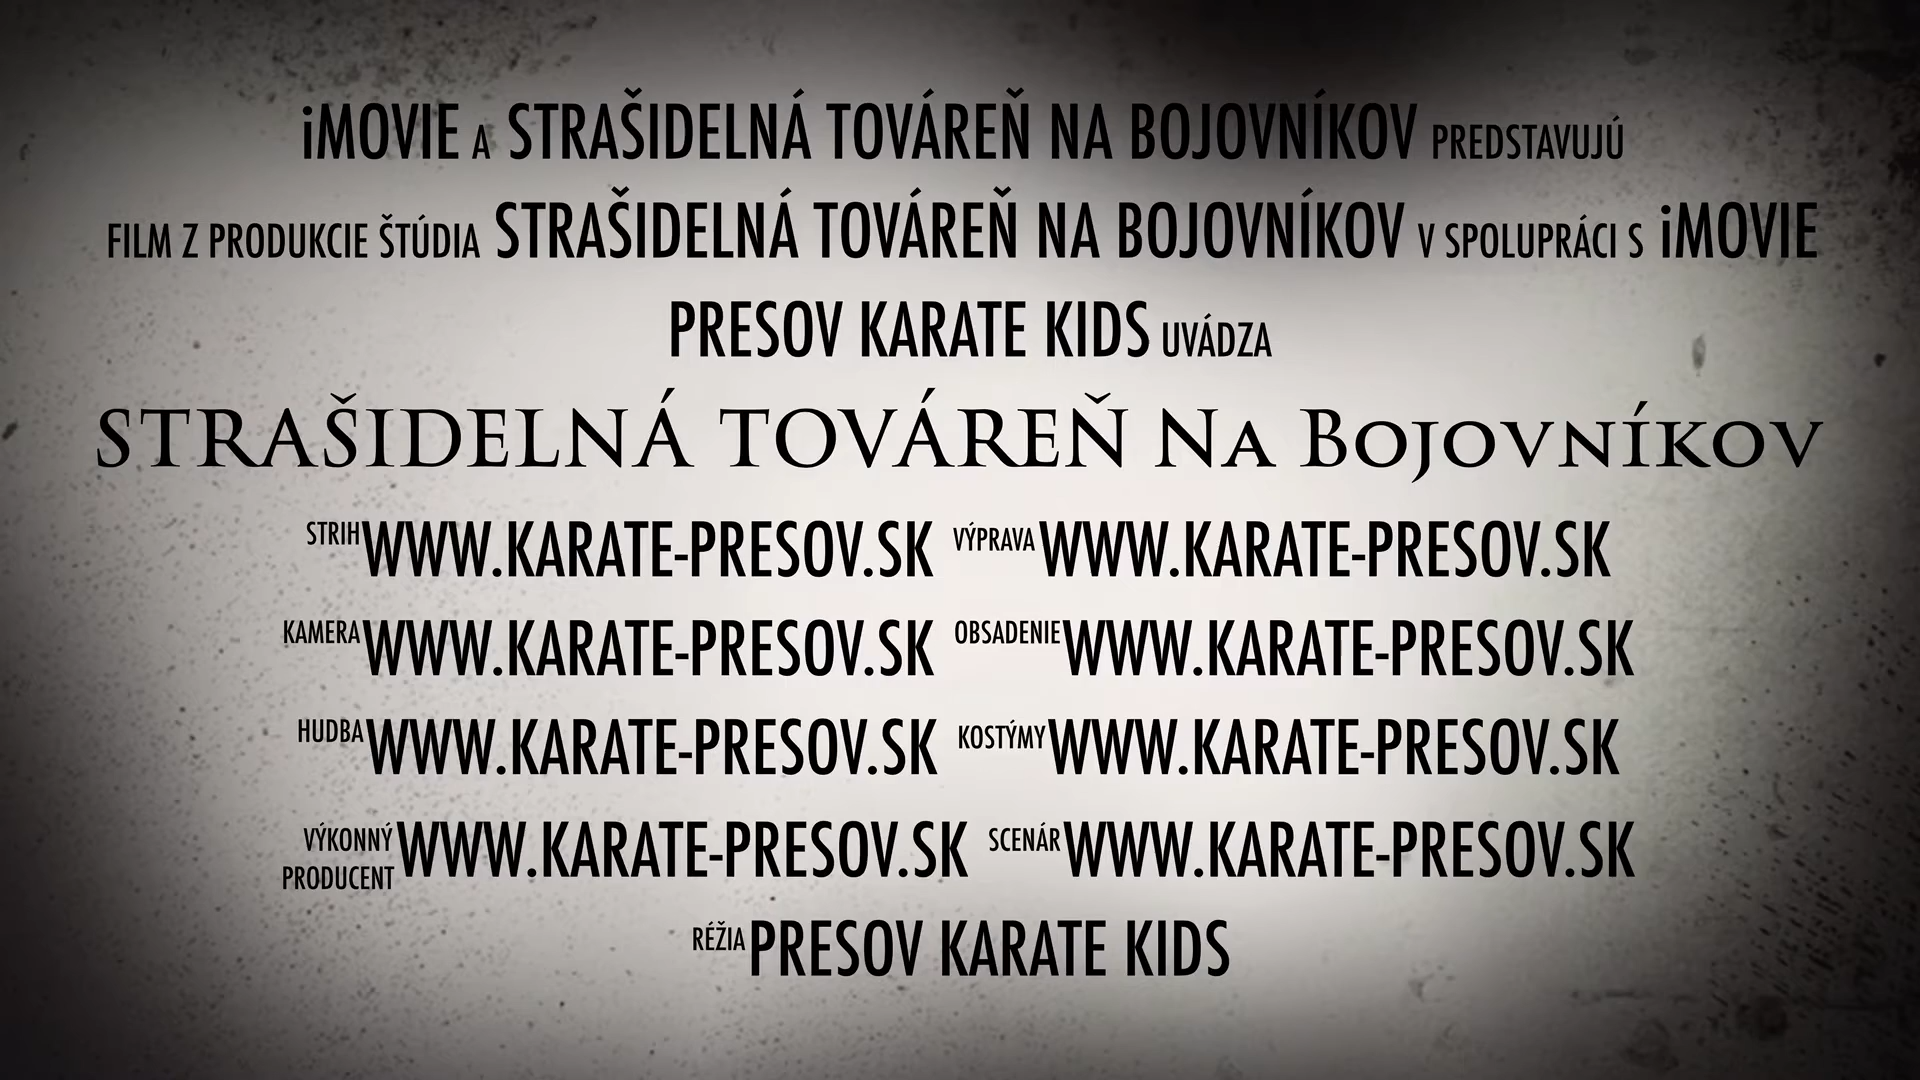 iMOVIE A STRAŠIDELNÁ TOVÁREŇ NA BOJOVNÍKOV PREDSTAVUJÚ
FILM Z PRODUKCIE ŠTÚDIA STRAŠIDELNÁ TOVÁREŇ NA BOJOVNÍKOV V SPOLUPRÁCI S iMOVIE
PRESOV KARATE KIDS UVÁDZA
STRAŠIDELNÁ TOVÁREŇ Na Bojovníkov
STRIH WWW.KARATE-PRESOV.SK VÝPRAVA WWW.KARATE-PRESOV.SK
KAMERA WWW.KARATE-PRESOV.SK OBSADENIE WWW.KARATE-PRESOV.SK
HUDBA WWW.KARATE-PRESOV.SK KOSTÝMY WWW.KARATE-PRESOV.SK
VÝKONNÝ PRODUCENT WWW.KARATE-PRESOV.SK SCENÁR WWW.KARATE-PRESOV.SK
RÉŽIA PRESOV KARATE KIDS